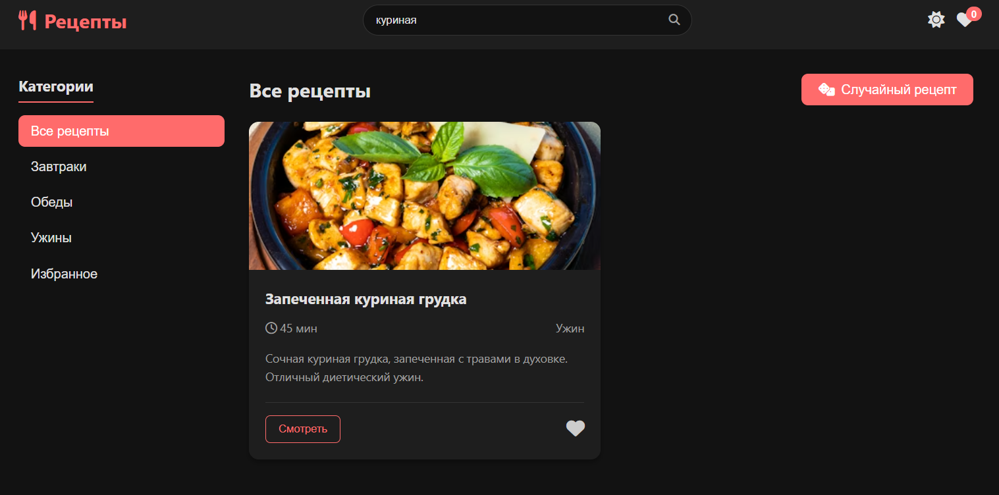 Рецепты
куриная
0
Категории
Все рецепты
Завтраки
Обеды
Ужины
Избранное
Все рецепты
Случайный рецепт
Запеченная куриная грудка
45 мин
Ужин
Сочная куриная грудка, запеченная с травами в духовке.
Отличный диетический ужин.
Смотреть